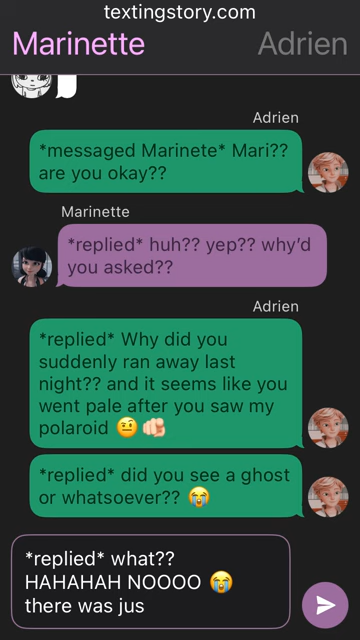 textingstory.com
Marinette Adrien
Adrien
*messaged Marinete* Mari??
are you okay??
Marinette
*replied* huh?? yep?? why'd
you asked??
Adrien
*replied* Why did you
suddenly ran away last
night?? and it seems like you
went pale after you saw my
polaroid 🤨🫵🏻
*replied* did you see a ghost
or whatsoever?? 😭
*replied* what??
HAHAHAH NOOOO 😭
there was jus